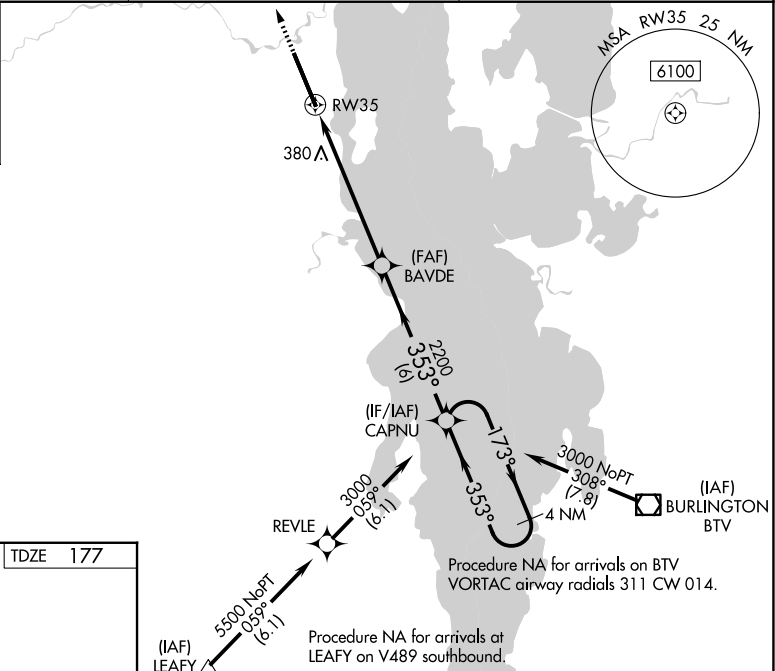 MSA RW35 25 NM
6100
RW35
380
(FAF)
BAVDE
2200
353°
(6)
(IF/IAF)
CAPNU
173°
353°
4 NM
3000 NoPT
308°
(7.8)
(IAF)
BURLINGTON
BTV
3000
059°
(6.1)
REVLE
Procedure NA for arrivals on BTV
VORTAC airway radials 311 CW 014.
TDZE 177
5500 NoPT
059°
(6.1)
(IAF)
LEAFY
Procedure NA for arrivals at
LEAFY on V489 southbound.